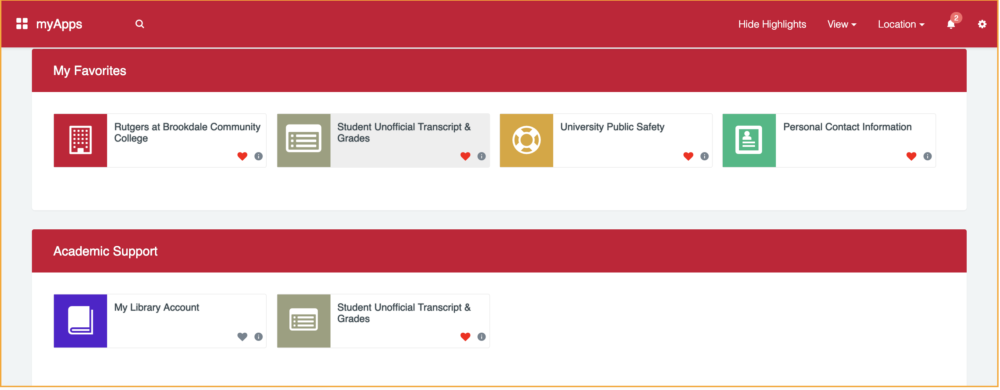 myApps
Hide Highlights
View
Location
2
My Favorites
Rutgers at Brookdale Community
College
Student Unofficial Transcript &
Grades
University Public Safety
Personal Contact Information
Academic Support
My Library Account
Student Unofficial Transcript &
Grades